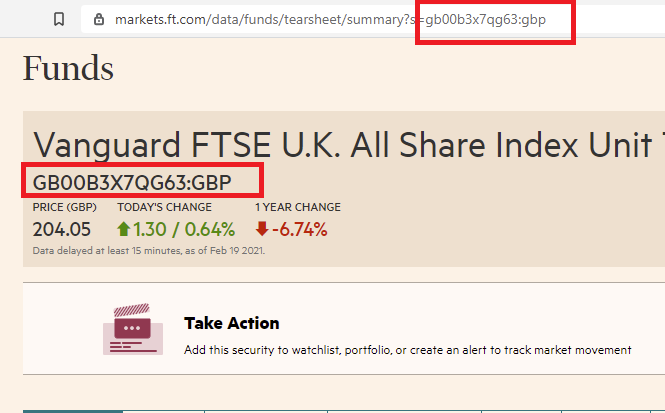 markets.ft.com/data/funds/tearsheet/summary?s=gb00b3x7qg63:gbp
Funds
Vanguard FTSE U.K. All Share Index Unit
GB00B3X7QG63:GBP
PRICE (GBP) TODAY'S CHANGE 1 YEAR CHANGE
204.05 1.30 / 0.64% -6.74%
Data delayed at least 15 minutes, as of Feb 19 2021.
Take Action
Add this security to watchlist, portfolio, or create an alert to track market movement